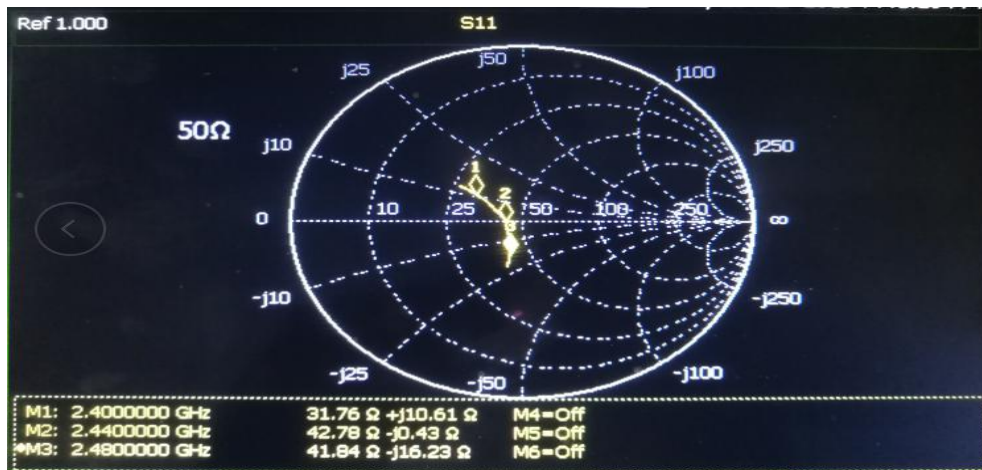 Ref 1.000
S11
j50
j25
j100
50Ω
j10
j250
1
2
0
10
25
50
100
250
∞
-j10
-j250
-j25
-j50
-j100
M1: 2.4000000 GHz 31.76 Ω +j10.61 Ω M4=Off
M2: 2.4400000 GHz 42.78 Ω -j0.43 Ω M5=Off
M3: 2.4800000 GHz 41.84 Ω -j16.23 Ω M6=Off